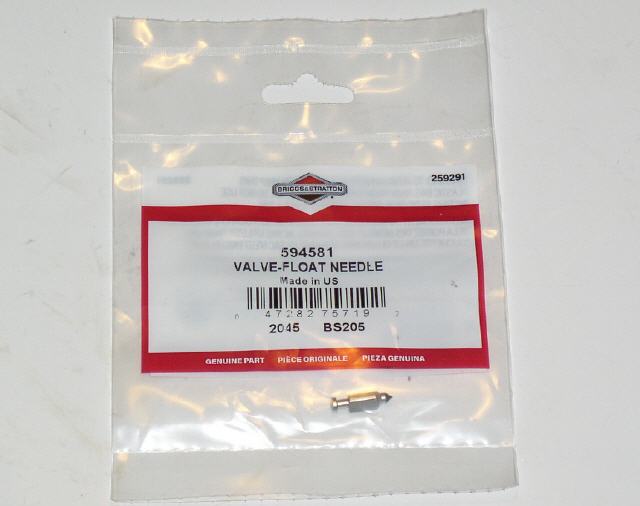 259291
BRIGGS&STRATTON
594581
VALVE-FLOAT NEEDLE
Made in US
0 47282 75719 2
2045 BS205
GENUINE PART PIÈCE ORIGINALE PIEZA GENUINA